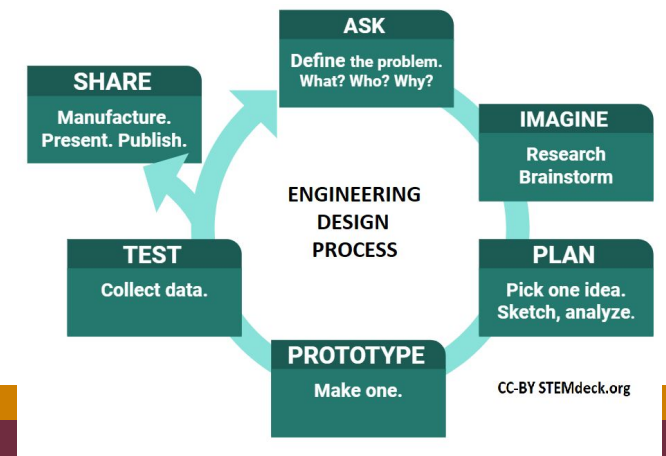 ASK
Define the problem.
What? Who? Why?
SHARE
Manufacture.
Present. Publish.
IMAGINE
Research
Brainstorm
ENGINEERING
DESIGN
PROCESS
TEST
Collect data.
PLAN
Pick one idea.
Sketch, analyze.
PROTOTYPE
Make one.
CC-BY STEMdeck.org